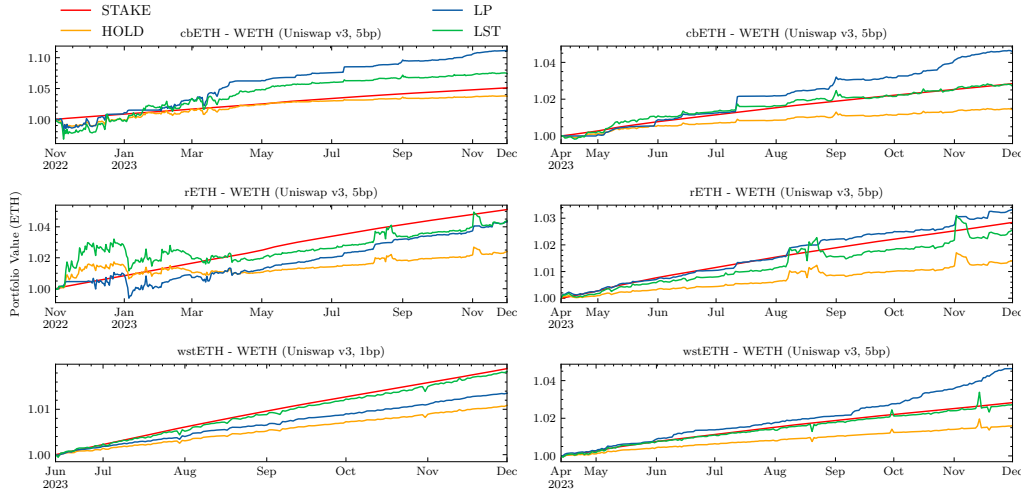 STAKE
HOLD
LP
LST
cbETH - WETH (Uniswap v3, 5bp)
1.10
1.05
1.00
Nov
2022
Jan
2023
Mar
May
Jul
Sep
Nov
Dec
cbETH - WETH (Uniswap v3, 5bp)
1.04
1.02
1.00
Apr
2023
May
Jun
Jul
Aug
Sep
Oct
Nov
Dec
Portfolio Value (ETH)
rETH - WETH (Uniswap v3, 5bp)
1.04
1.02
1.00
Nov
2022
Jan
2023
Mar
May
Jul
Sep
Nov
Dec
rETH - WETH (Uniswap v3, 5bp)
1.03
1.02
1.01
1.00
Apr
2023
May
Jun
Jul
Aug
Sep
Oct
Nov
Dec
wstETH - WETH (Uniswap v3, 1bp)
1.01
1.00
Jun
2023
Jul
Aug
Sep
Oct
Nov
Dec
wstETH - WETH (Uniswap v3, 5bp)
1.04
1.02
1.00
Apr
2023
May
Jun
Jul
Aug
Sep
Oct
Nov
Dec